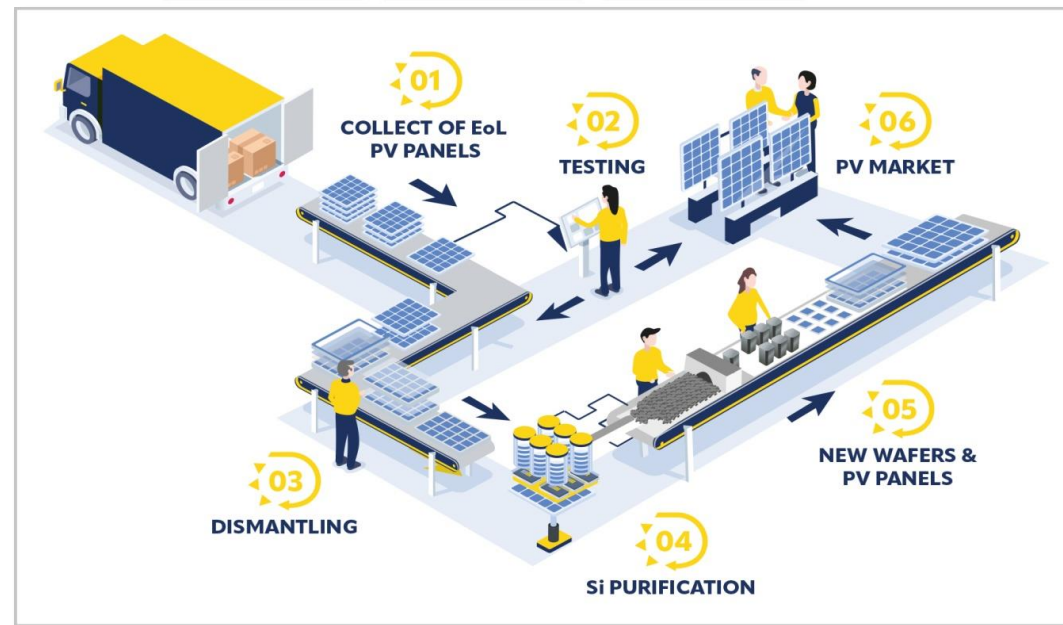 01
COLLECT OF EoL
PV PANELS
02
TESTING
06
PV MARKET
03
DISMANTLING
04
Si PURIFICATION
05
NEW WAFERS &
PV PANELS